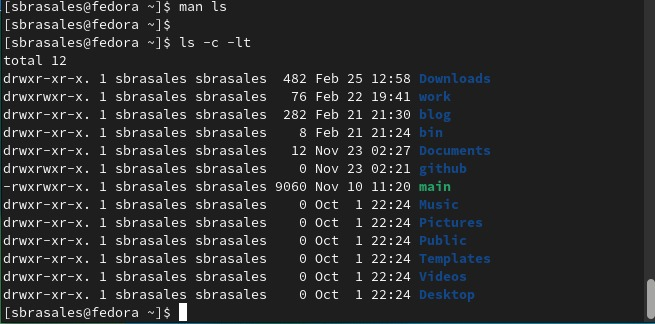 [sbrasales@fedora ~]$ man ls
[sbrasales@fedora ~]$
[sbrasales@fedora ~]$ ls -c -lt
total 12
drwxr-xr-x. 1 sbrasales sbrasales  482 Feb 25 12:58 Downloads
drwxrwxr-x. 1 sbrasales sbrasales   76 Feb 22 19:41 work
drwxr-xr-x. 1 sbrasales sbrasales  282 Feb 21 21:30 blog
drwxr-xr-x. 1 sbrasales sbrasales    8 Feb 21 21:24 bin
drwxr-xr-x. 1 sbrasales sbrasales   12 Nov 23 02:27 Documents
drwxrwxr-x. 1 sbrasales sbrasales    0 Nov 23 02:21 github
-rwxrwxr-x. 1 sbrasales sbrasales 9060 Nov 10 11:20 main
drwxr-xr-x. 1 sbrasales sbrasales    0 Oct  1 22:24 Music
drwxr-xr-x. 1 sbrasales sbrasales    0 Oct  1 22:24 Pictures
drwxr-xr-x. 1 sbrasales sbrasales    0 Oct  1 22:24 Public
drwxr-xr-x. 1 sbrasales sbrasales    0 Oct  1 22:24 Templates
drwxr-xr-x. 1 sbrasales sbrasales    0 Oct  1 22:24 Videos
drwxr-xr-x. 1 sbrasales sbrasales    0 Oct  1 22:24 Desktop
[sbrasales@fedora ~]$